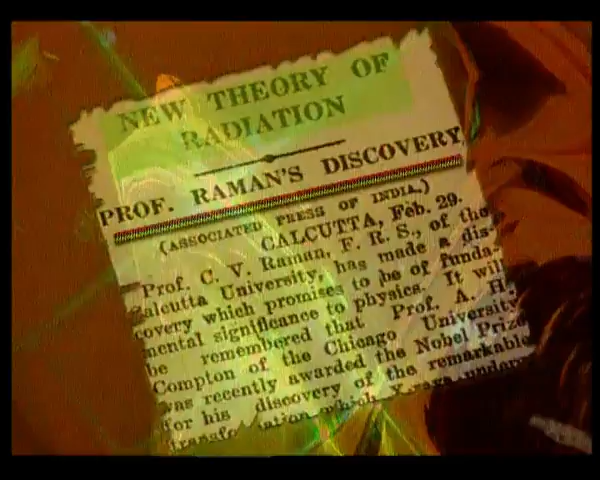 NEW THEORY OF
RADIATION
PROF. RAMAN'S DISCOVERY
(ASSOCIATED PRESS OF INDIA.)
CALCUTTA, Feb. 29.
Prof. C. V. Raman, F. R. S., of the
Calcutta University, has made a dis-
covery which promises to be of funda-
mental significance to physics. It will
be remembered that Prof. A. H.
Compton of the Chicago University
was recently awarded the Nobel Prize
for his discovery of the remarkable
which X-rays